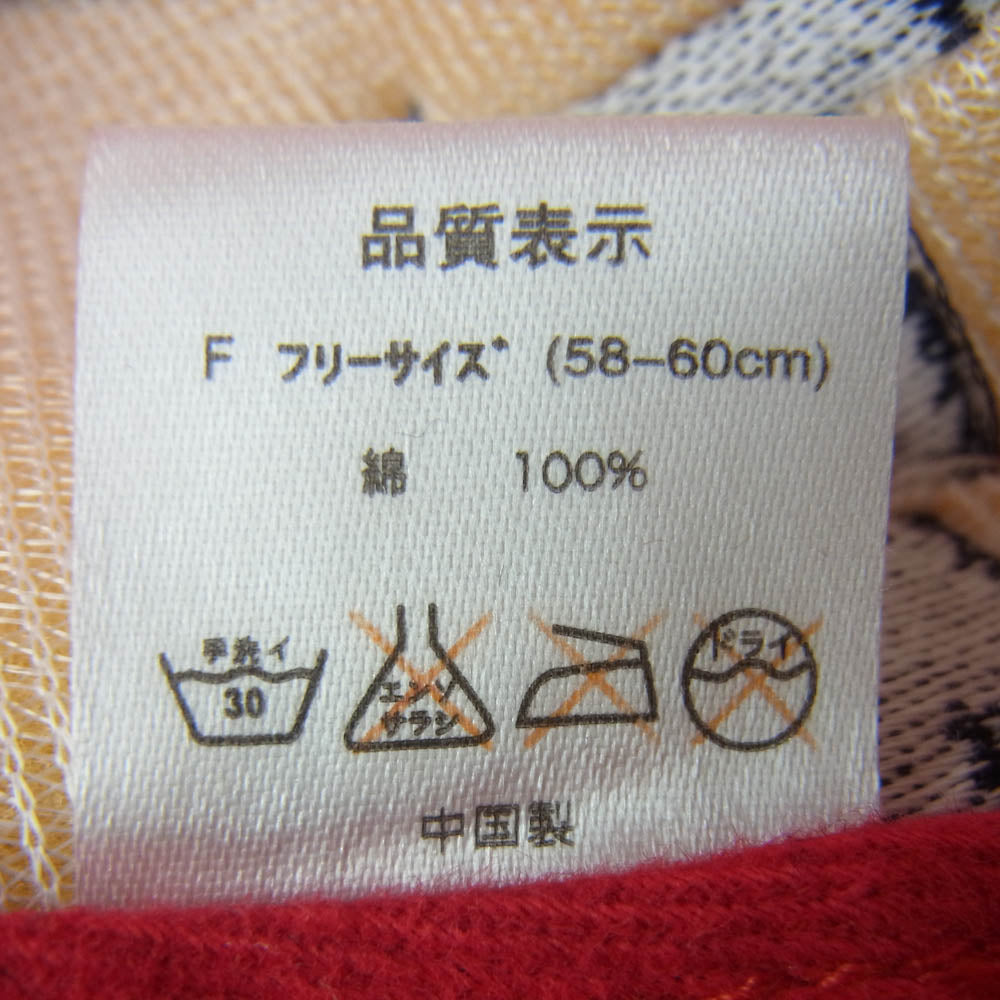 品質表示
F フリーサイズ (58-60cm)
綿 100%
手洗イ
30
エンソ
サラシ
ドライ
中国製